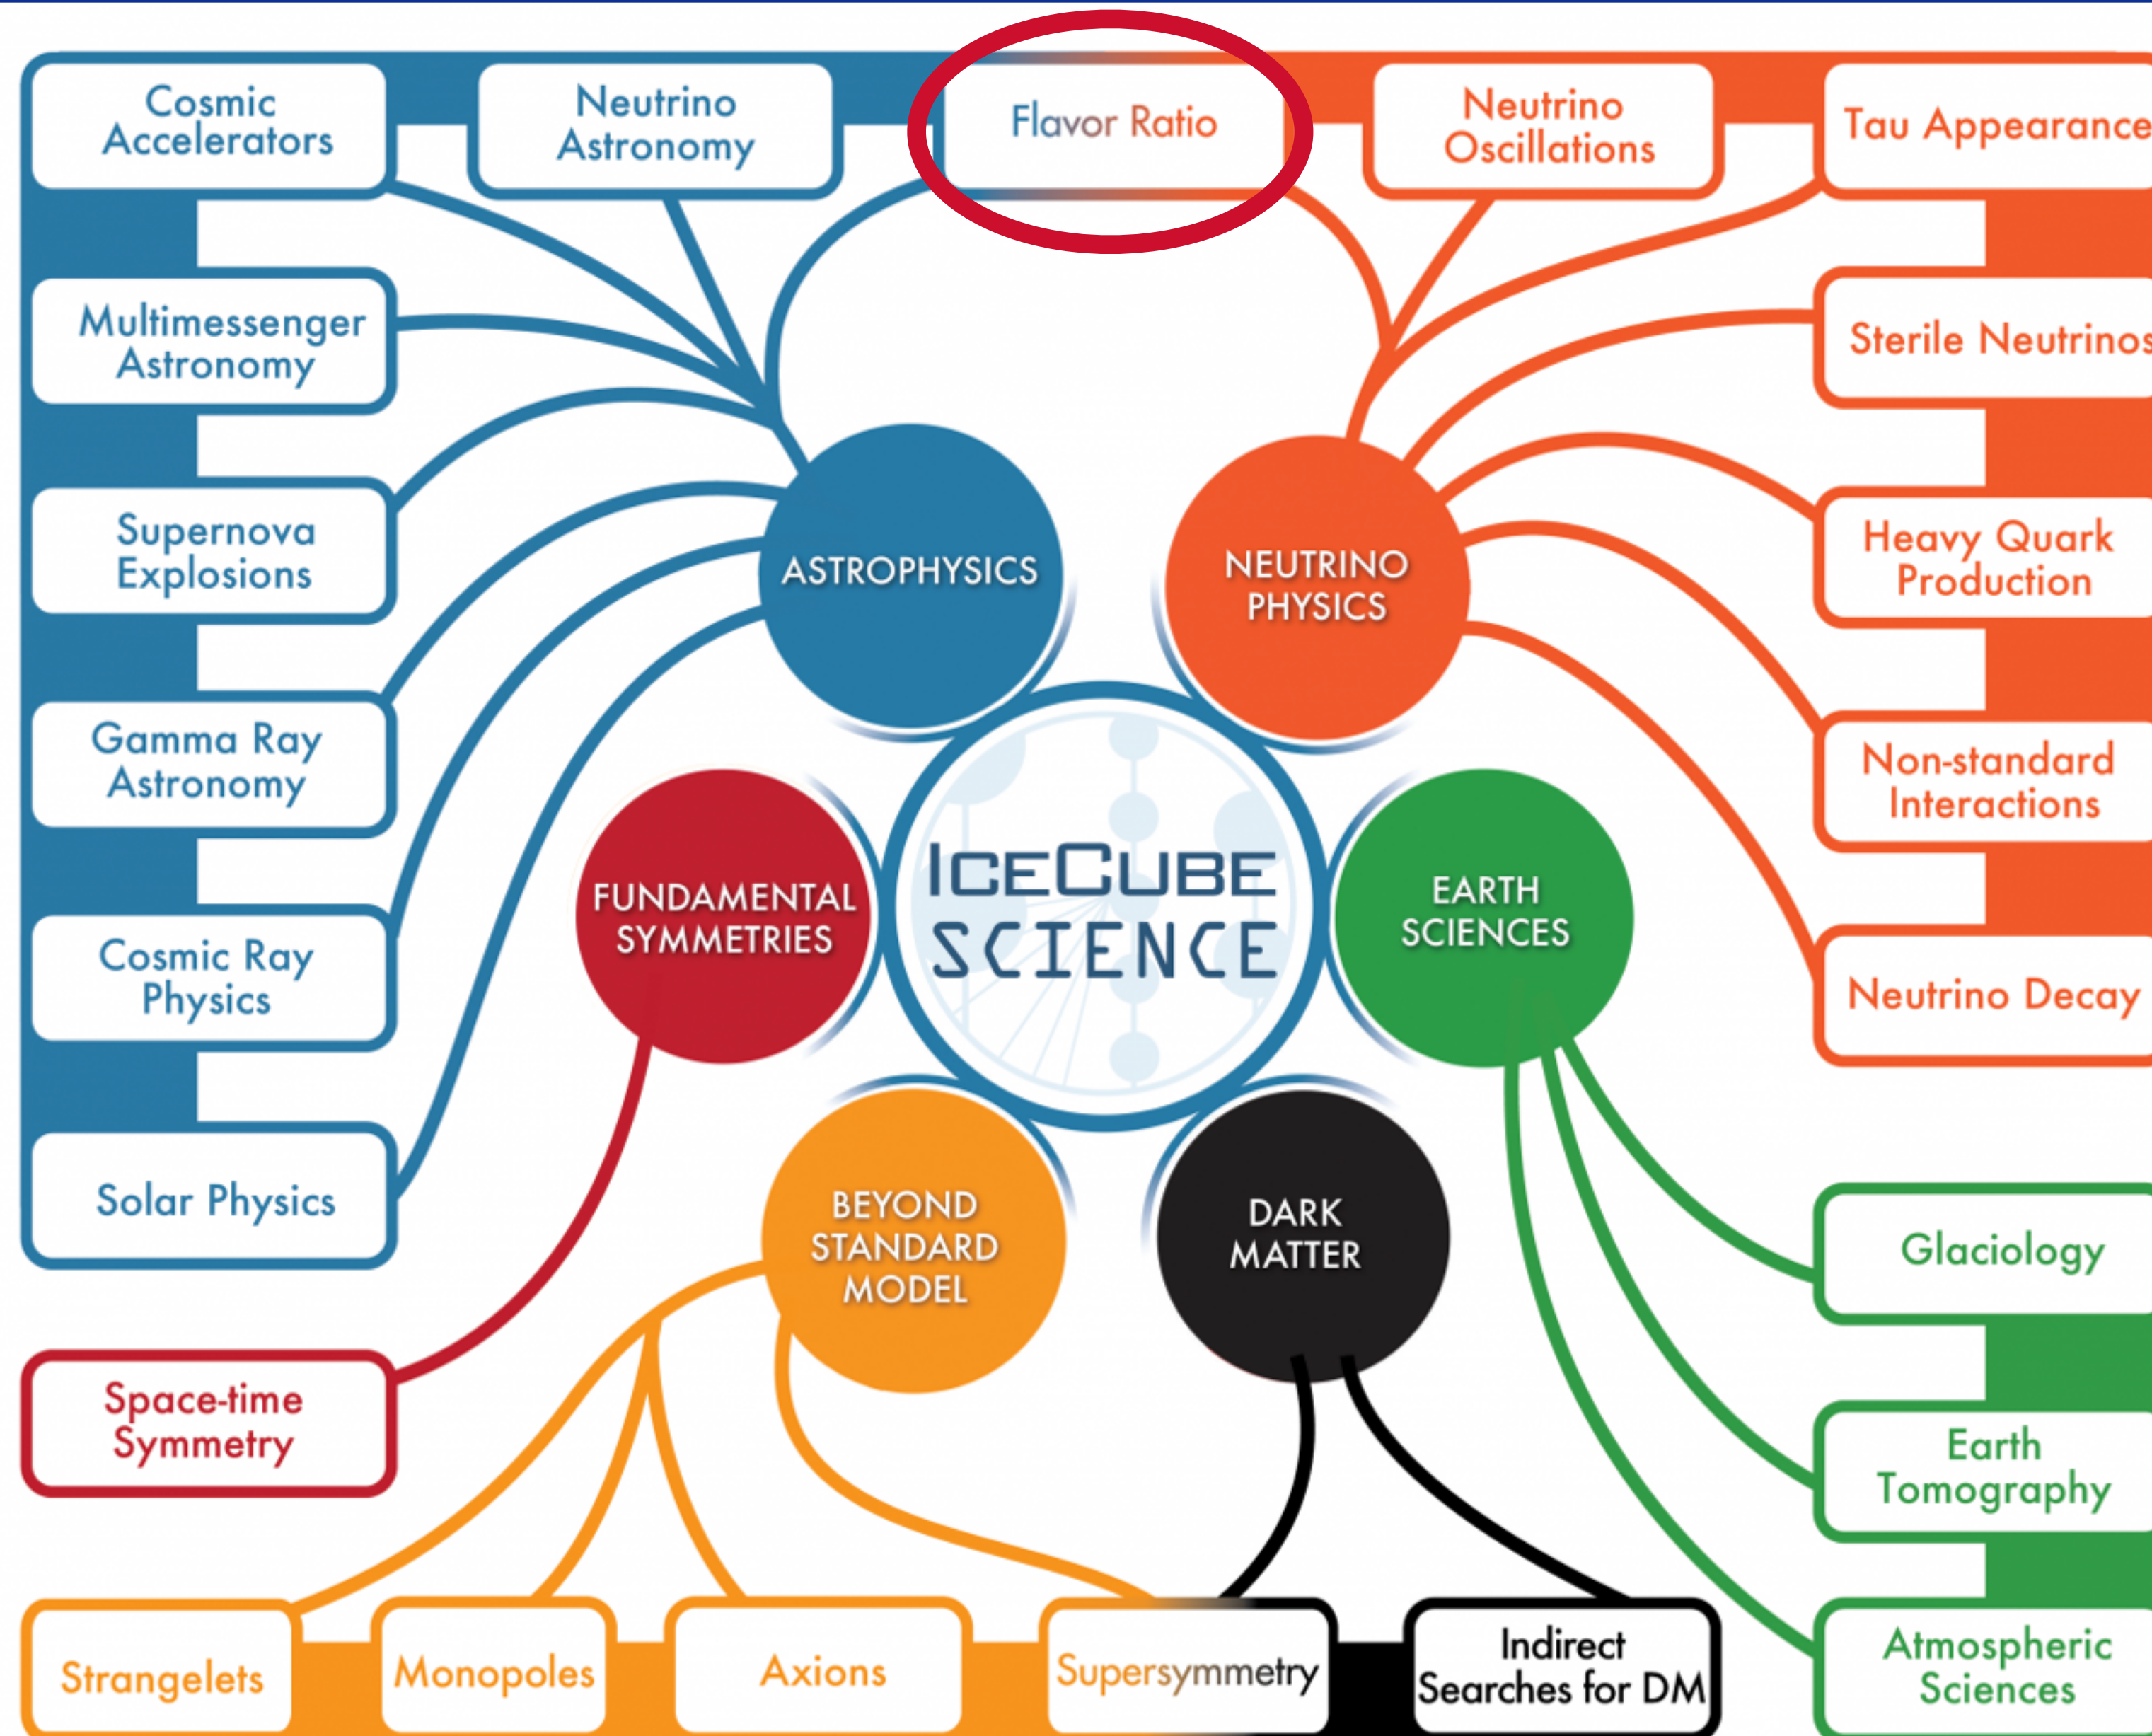 Cosmic
Accelerators
Neutrino
Astronomy
Flavor Ratio
Neutrino
Oscillations
Tau Appearance
Multimessenger
Astronomy
Sterile Neutrinos
Supernova
Explosions
ASTROPHYSICS
NEUTRINO
PHYSICS
Heavy Quark
Production
Gamma Ray
Astronomy
Non-standard
Interactions
FUNDAMENTAL
SYMMETRIES
ICECUBE
SCIENCE
EARTH
SCIENCES
Cosmic Ray
Physics
Neutrino Decay
Solar Physics
BEYOND
STANDARD
MODEL
DARK
MATTER
Glaciology
Space-time
Symmetry
Earth
Tomography
Strangelets
Monopoles
Axions
Supersymmetry
Indirect
Searches for DM
Atmospheric
Sciences